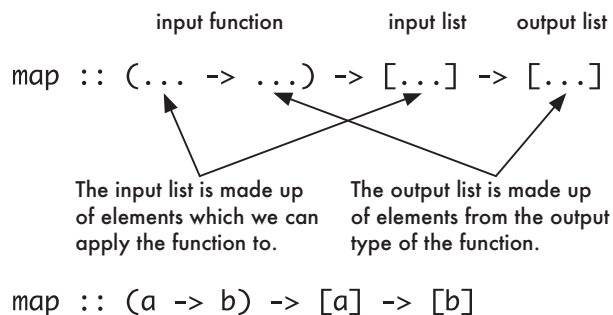 input function input list output list
map :: (... -> ...) -> [...] -> [...]
The input list is made up
of elements which we can
apply the function to.
The output list is made up
of elements from the output
type of the function.
map :: (a -> b) -> [a] -> [b]